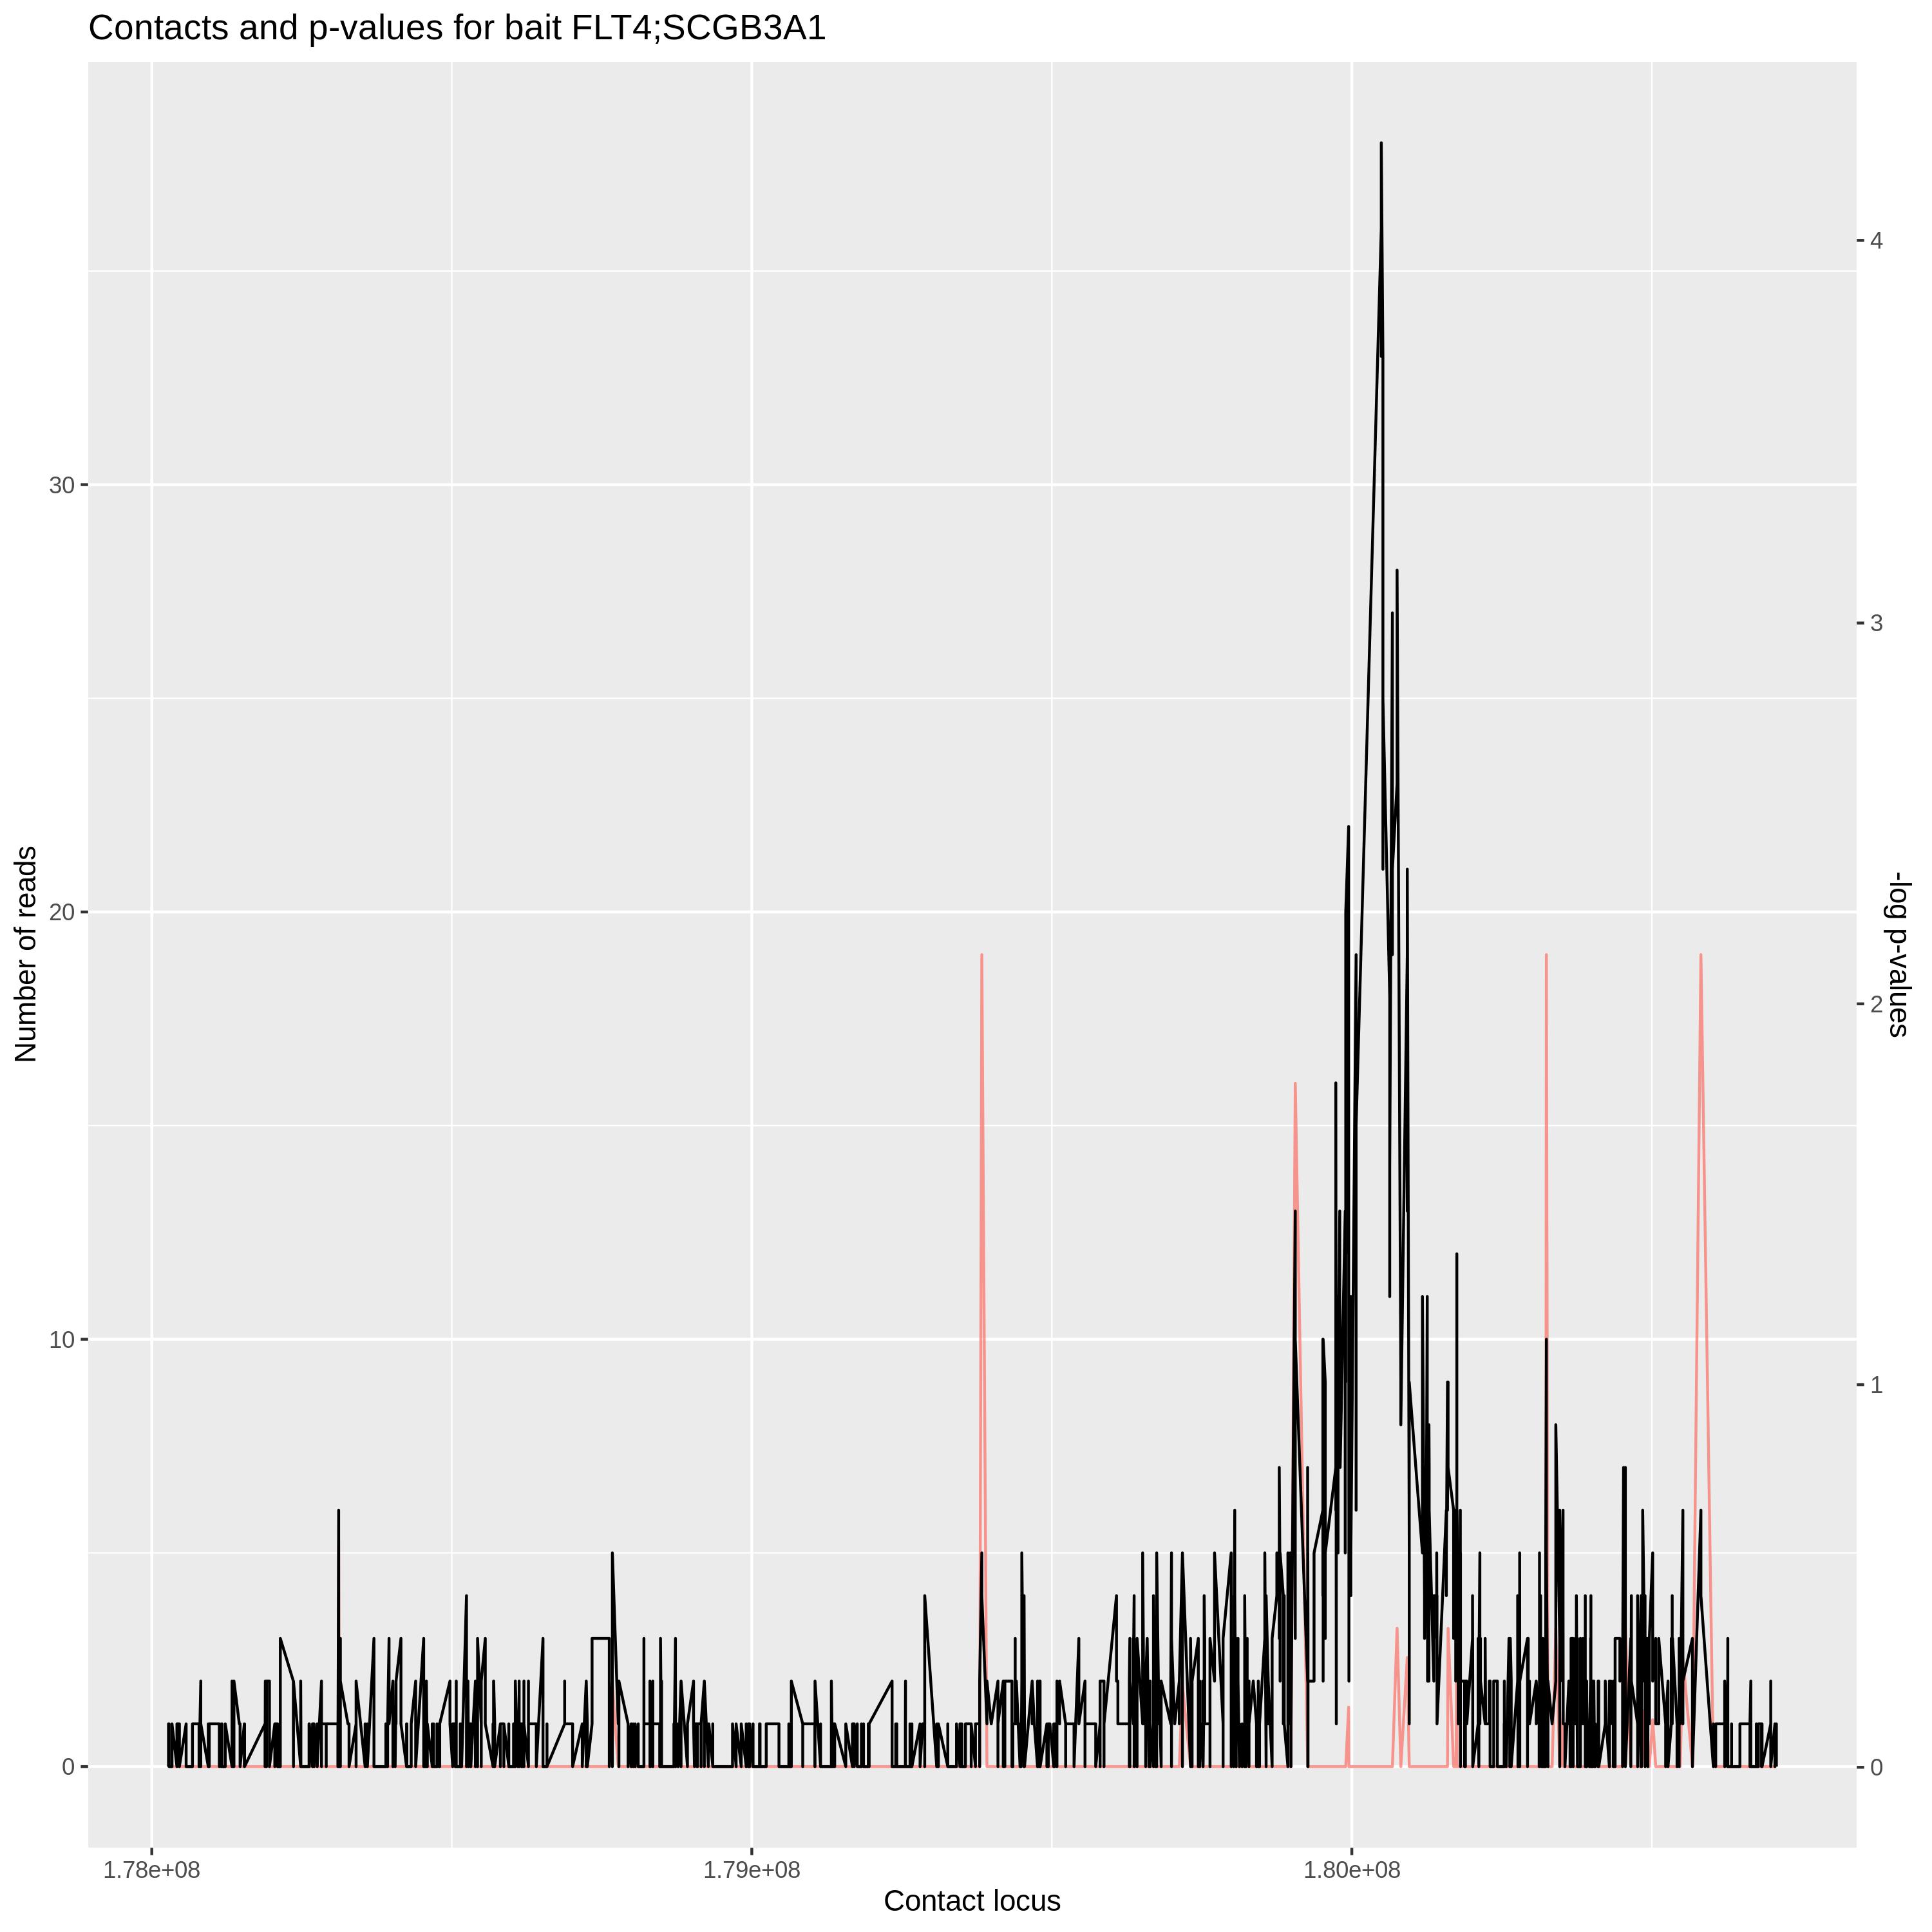 Contacts and p-values for bait FLT4;SCGB3A1
Number of reads
30
20
10
0
4
3
2
1
0
-log p-values
1.78e+08
1.79e+08
1.80e+08
Contact locus